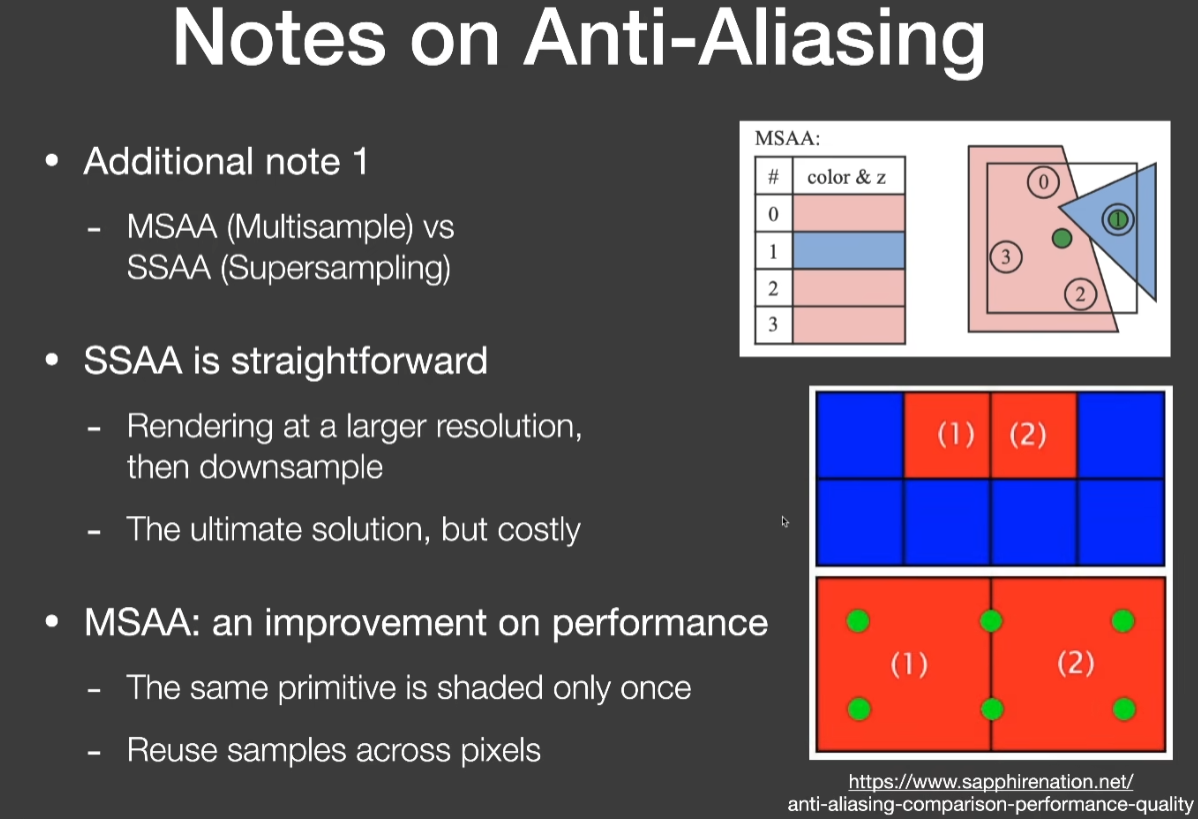 Notes on Anti-Aliasing
• Additional note 1
- MSAA (Multisample) vs
SSAA (Supersampling)
• SSAA is straightforward
- Rendering at a larger resolution,
then downsample
- The ultimate solution, but costly
• MSAA: an improvement on performance
- The same primitive is shaded only once
- Reuse samples across pixels
MSAA:
# color & z
0
1
2
3
0
1
3
2
(1) (2)
(1) (2)
https://www.sapphirenation.net/
anti-aliasing-comparison-performance-quality